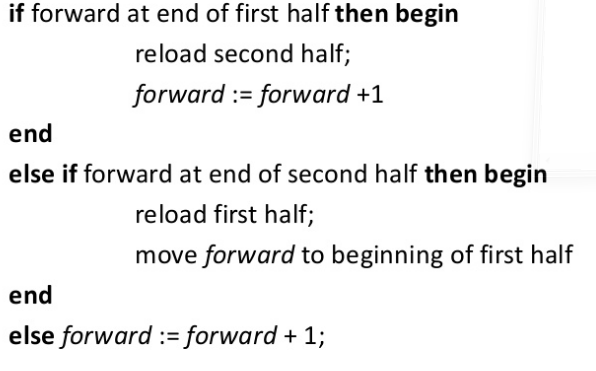 if forward at end of first half then begin
reload second half;
forward := forward +1
end
else if forward at end of second half then begin
reload first half;
move forward to beginning of first half
end
else forward := forward + 1;